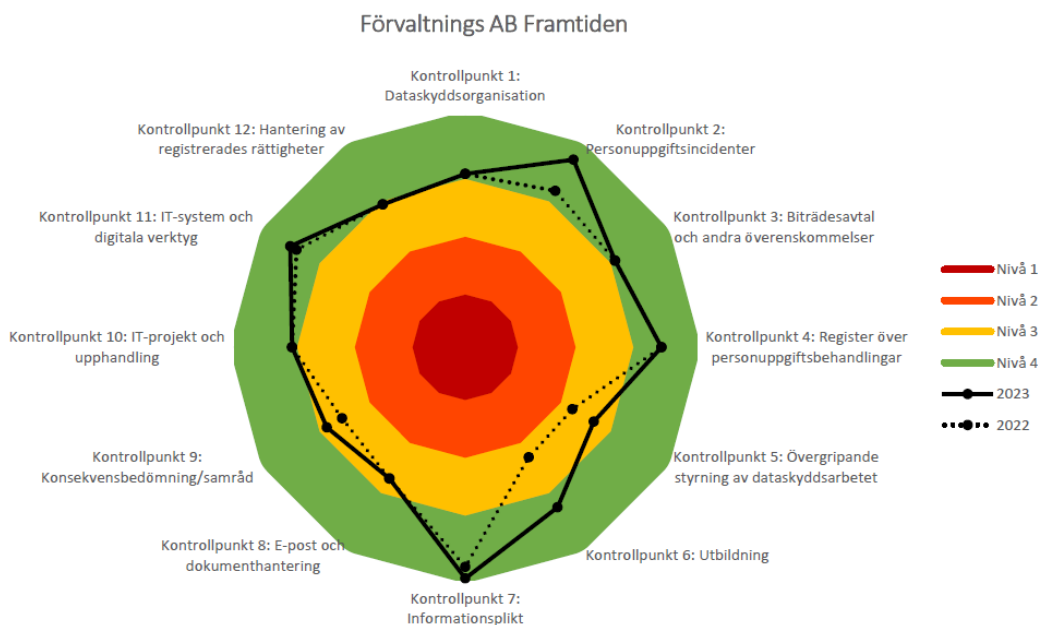 Förvaltnings AB Framtiden
Kontrollpunkt 1:
Dataskyddsorganisation
Kontrollpunkt 2:
Personuppgiftsincidenter
Kontrollpunkt 3: Biträdesavtal
och andra överenskommelser
Kontrollpunkt 4: Register över
personuppgiftsbehandlingar
Kontrollpunkt 5: Övergripande
styrning av dataskyddsarbetet
Kontrollpunkt 6: Utbildning
Kontrollpunkt 7:
Informationsplikt
Kontrollpunkt 8: E-post och
dokumenthantering
Kontrollpunkt 9:
Konsekvensbedömning/samråd
Kontrollpunkt 10: IT-projekt och
upphandling
Kontrollpunkt 11: IT-system och
digitala verktyg
Kontrollpunkt 12: Hantering av
registrerades rättigheter
Nivå 1
Nivå 2
Nivå 3
Nivå 4
2023
2022